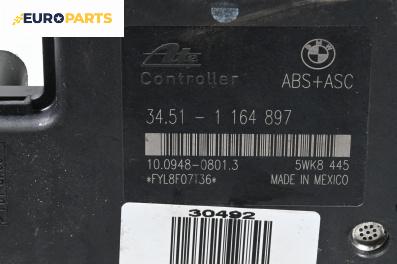 EUROPARTS
Ate
Controller
BMW
ABS+ASC
34.51 - 1 164 897
10.0948-0801.3
5WK8 445
*FYL8F07136*
MADE IN MEXICO
30492